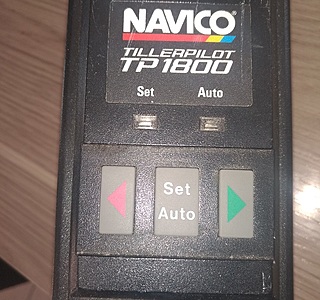 NAVICO
TILLERPILOT
TP1800
Set Auto
Set
Auto